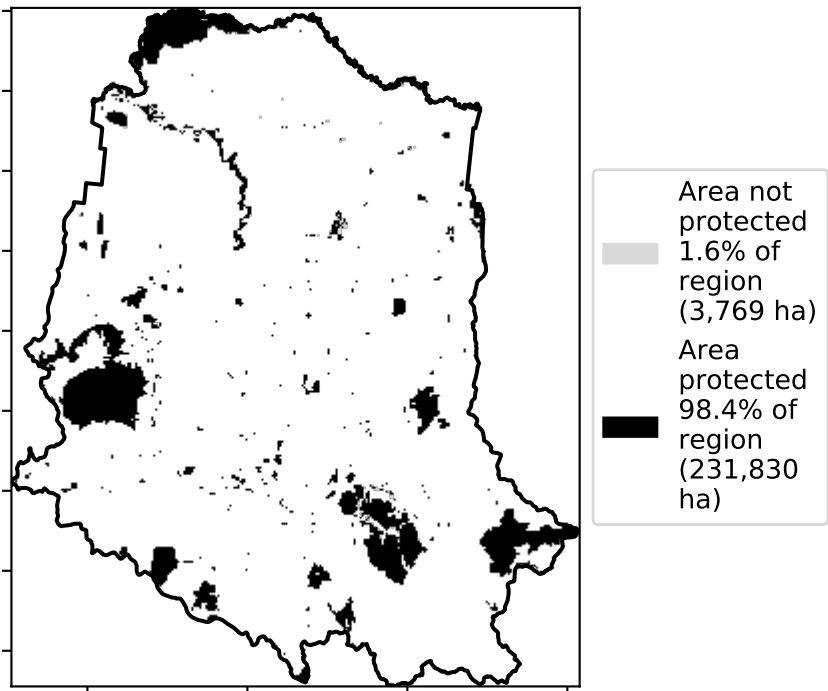 Area not
protected
1.6% of
region
(3,769 ha)
Area
protected
98.4% of
region
(231,830
ha)